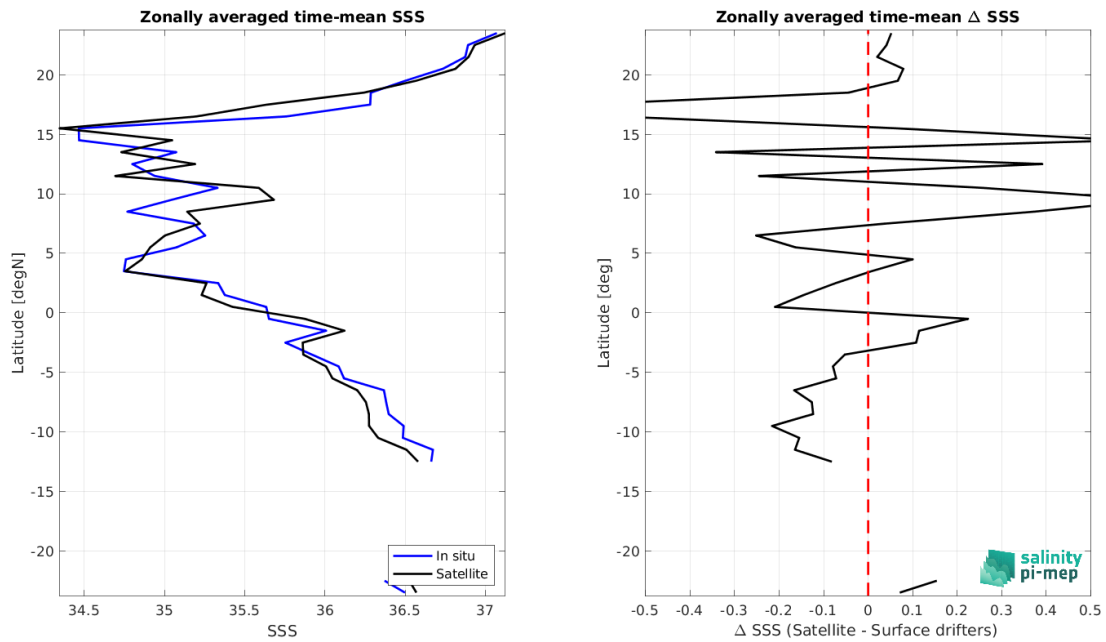 Zonally averaged time-mean SSS
Latitude [degN]
20
15
10
5
0
-5
-10
-15
-20
34.5 35 35.5 36 36.5 37
SSS
In situ
Satellite
Zonally averaged time-mean Δ SSS
Latitude [deg]
20
15
10
5
0
-5
-10
-15
-20
-0.5 -0.4 -0.3 -0.2 -0.1 0 0.1 0.2 0.3 0.4 0.5
Δ SSS (Satellite - Surface drifters)
salinity
pi-mep